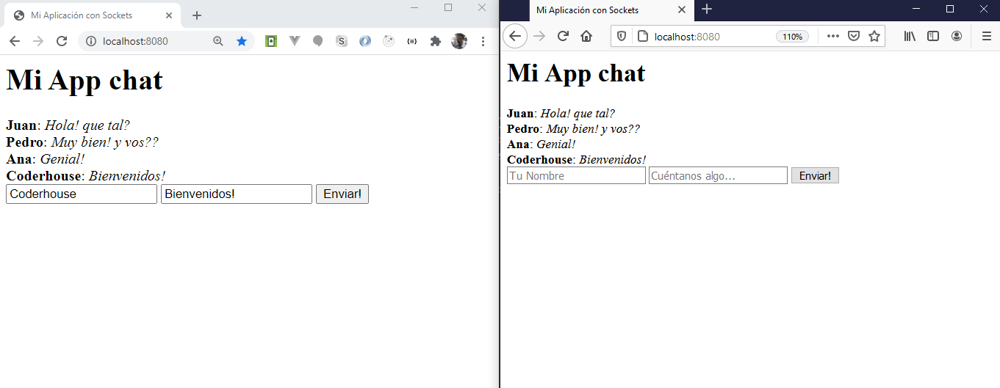 Mi Aplicación con Sockets
localhost:8080
Mi App chat
Juan: Hola! que tal?
Pedro: Muy bien! y vos??
Ana: Genial!
Coderhouse: Bienvenidos!
Coderhouse Bienvenidos! Enviar!
Mi Aplicación con Sockets
localhost:8080 110%
Mi App chat
Juan: Hola! que tal?
Pedro: Muy bien! y vos??
Ana: Genial!
Coderhouse: Bienvenidos!
Tu Nombre Cuéntanos algo... Enviar!